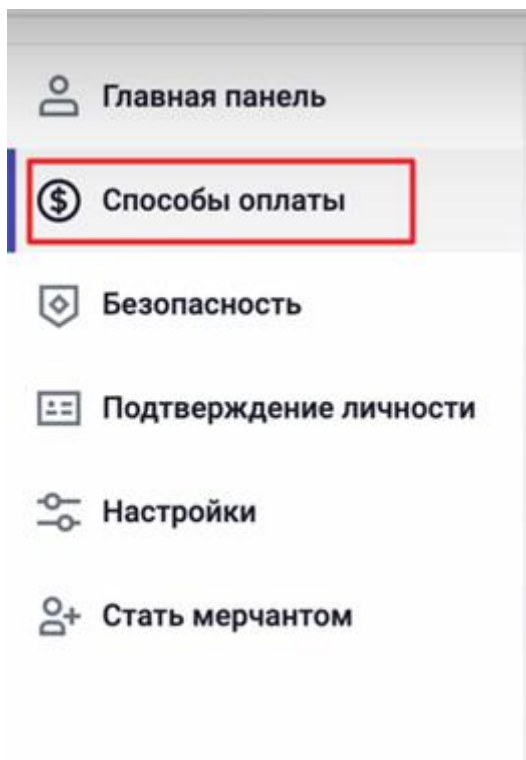 Главная панель
Способы оплаты
Безопасность
Подтверждение личности
Настройки
Стать мерчантом